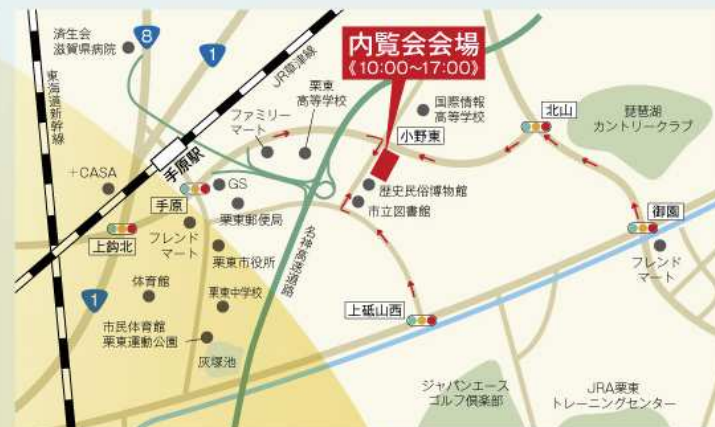 済生会
滋賀県病院
8
1
東海道新幹線
JR草津線
内覧会会場
《10:00~17:00》
栗東
高等学校
ファミリー
マート
国際情報
高等学校
小野東
北山
琵琶湖
カントリークラブ
手原駅
+CASA
GS
手原
歴史民俗博物館
市立図書館
栗東郵便局
御園
上鈎北
フレンド
マート
栗東市役所
名神高速道路
フレンド
マート
体育館
1
栗東中学校
上砥山西
市民体育館
栗東運動公園
灰塚池
ジャパンエース
ゴルフ倶楽部
JRA栗東
トレーニングセンター